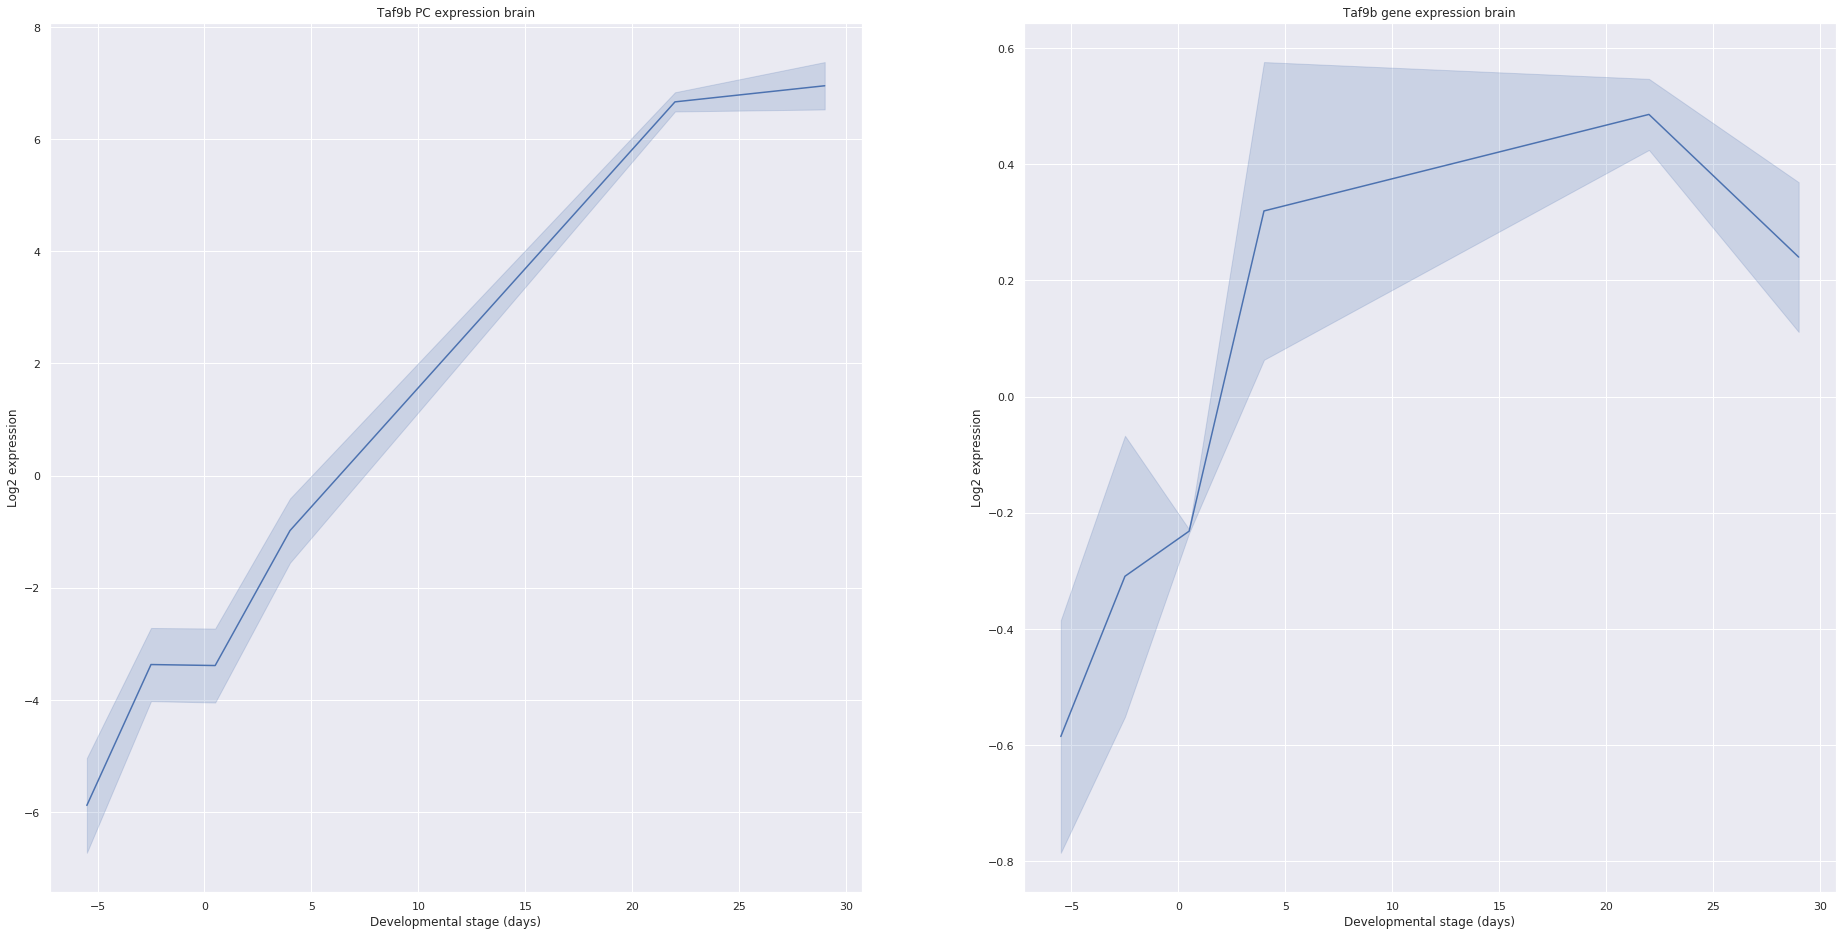 Taf9b PC expression brain
8
6
4
2
0
−2
−4
−6
Log2 expression
−5 0 5 10 15 20 25 30
Developmental stage (days)
Taf9b gene expression brain
0.6
0.4
0.2
0.0
−0.2
−0.4
−0.6
−0.8
Log2 expression
−5 0 5 10 15 20 25 30
Developmental stage (days)